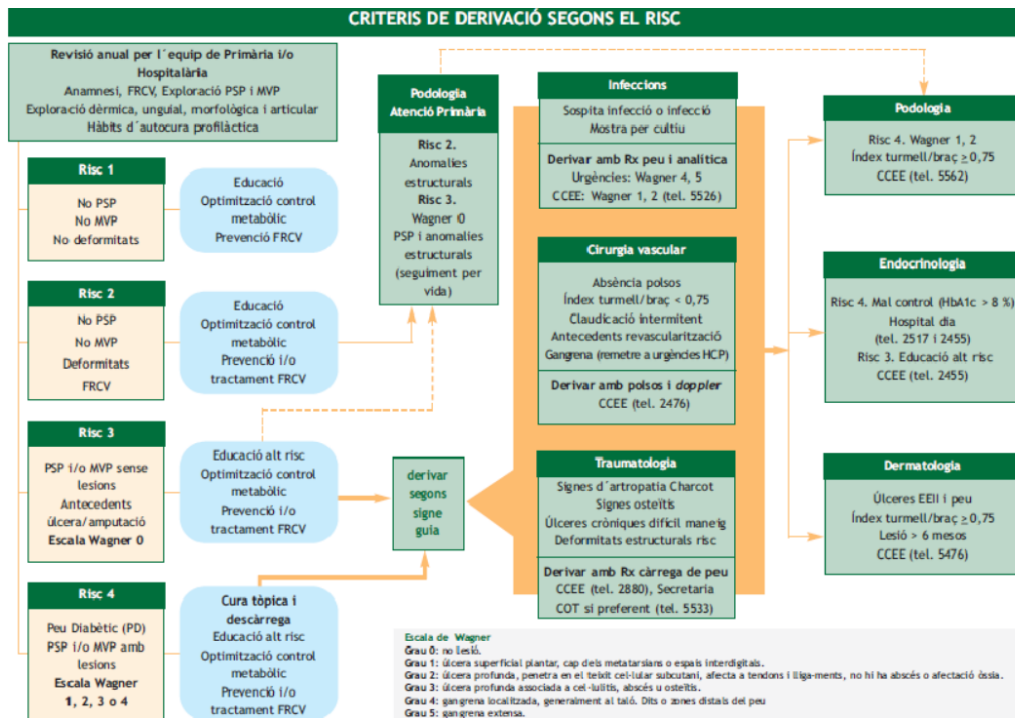 CRITERIS DE DERIVACIÓ SEGONS EL RISC
Revisió anual per l´equip de Primària i/o
Hospitalària
Anamnesi, FRCV, Exploració PSP i MVP
Exploració dèrmica, unguial, morfològica i articular
Hàbits d´autocura profilàctica
Risc 1
No PSP
No MVP
No deformitats
Educació
Optimització control
metabòlic
Prevenció FRCV
Risc 2
No PSP
No MVP
Deformitats
FRCV
Educació
Optimització control
metabòlic
Prevenció i/o
tractament FRCV
Risc 3
PSP i/o MVP sense
lesions
Antecedents
úlcera/amputació
Escala Wagner 0
Educació alt risc
Optimització control
metabòlic
Prevenció i/o
tractament FRCV
Risc 4
Peu Diabètic (PD)
PSP i/o MVP amb
lesions
Escala Wagner
1, 2, 3 o 4
Cura tòpica i
descàrrega
Educació alt risc
Optimització control
metabòlic
Prevenció i/o
tractament FRCV
Podologia
Atenció Primària
Risc 2.
Anomalies
estructurals
Risc 3.
Wagner 0
PSP i anomalies
estructurals
(seguiment per
vida)
derivar
segons
signe
guia
Infeccions
Sospita infecció o infecció
Mostra per cultiu
Derivar amb Rx peu i analítica
Urgències: Wagner 4, 5
CCEE: Wagner 1, 2 (tel. 5526)
Cirurgia vascular
Absència polsos
Índex turmell/braç < 0,75
Claudicació intermitent
Antecedents revascularització
Gangrena (remetre a urgències HCP)
Derivar amb polsos i doppler
CCEE (tel. 2476)
Traumatologia
Signes d´artropatia Charcot
Signes osteïtis
Úlceres cròniques difícil maneig
Deformitats estructurals risc
Derivar amb Rx càrrega de peu
CCEE (tel. 2880), Secretaria
COT si preferent (tel. 5533)
Podologia
Risc 4. Wagner 1, 2
Índex turmell/braç ≥ 0,75
CCEE (tel. 5562)
Endocrinologia
Risc 4. Mal control (HbA1c > 8 %)
Hospital dia
(tel. 2517 i 2455)
Risc 3. Educació alt risc
CCEE (tel. 2455)
Dermatologia
Úlceres EEII i peu
Índex turmell/braç ≥ 0,75
Lesió > 6 mesos
CCEE (tel. 5476)
Escala de Wagner
Grau 0: no lesió.
Grau 1: úlcera superficial plantar, cap dels metatarsians o espais interdigitals.
Grau 2: úlcera profunda, penetra en el teixit cel·lular subcutani, afecta a tendons i lliga-ments, no hi ha abscés o afectació òssia.
Grau 3: úlcera profunda associada a cel·lulitis, abscés u osteïtis.
Grau 4: gangrena localitzada, generalment al taló. Dits o zones distals del peu
Grau 5: gangrena extensa.